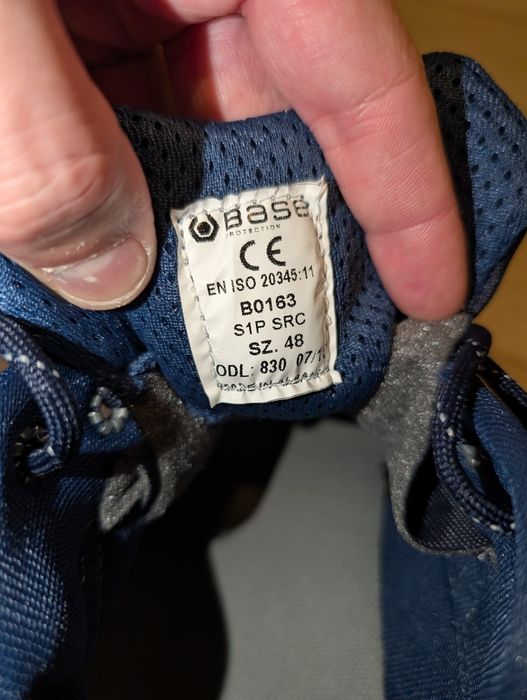 Base
PROTECTION
CE
EN ISO 20345:11
B0163
S1P SRC
SZ. 48
ODL: 830 07/1